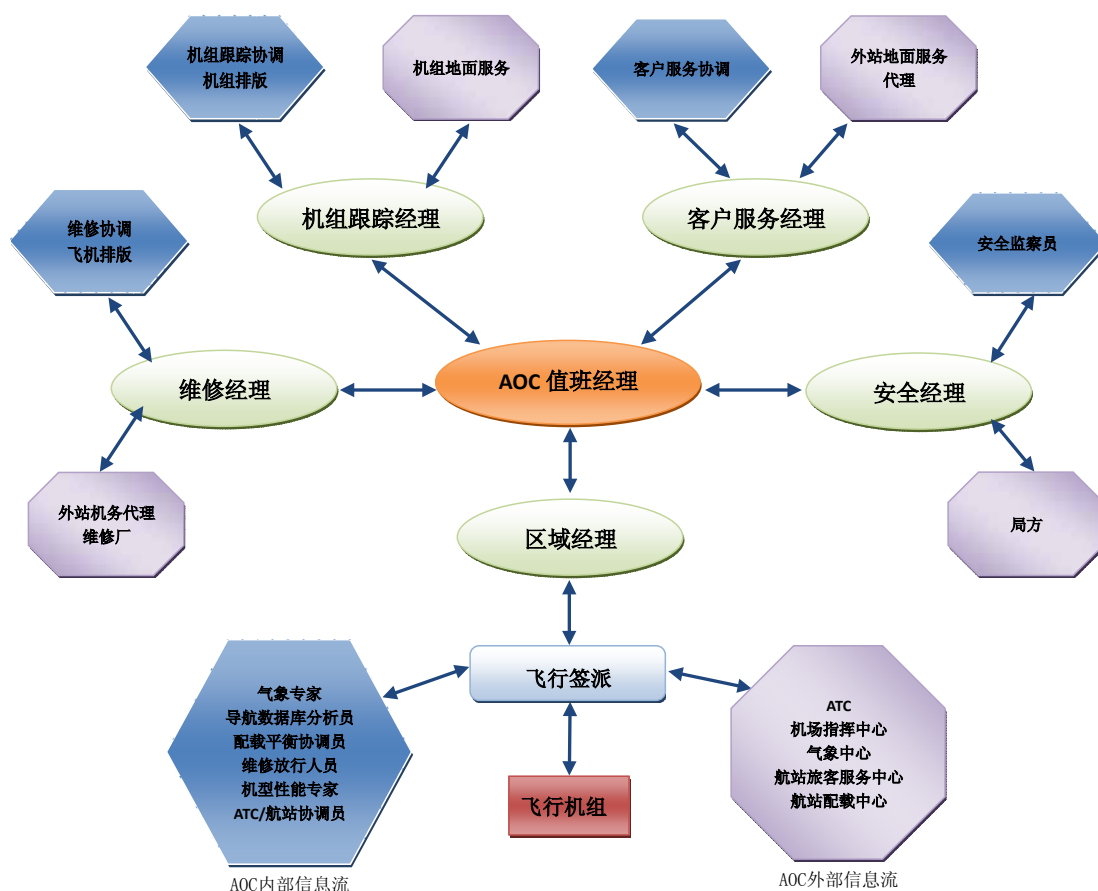 机组跟踪协调
机组排版
机组地面服务
客户服务协调
外站地面服务
代理
机组跟踪经理
客户服务经理
维修协调
飞机排版
安全监察员
维修经理
AOC 值班经理
安全经理
外站机务代理
维修厂
区域经理
局方
飞行签派
气象专家
导航数据库分析员
配载平衡协调员
维修放行人员
机型性能专家
ATC/航站协调员
ATC
机场指挥中心
气象中心
航站旅客服务中心
航站配载中心
飞行机组
AOC内部信息流
AOC外部信息流